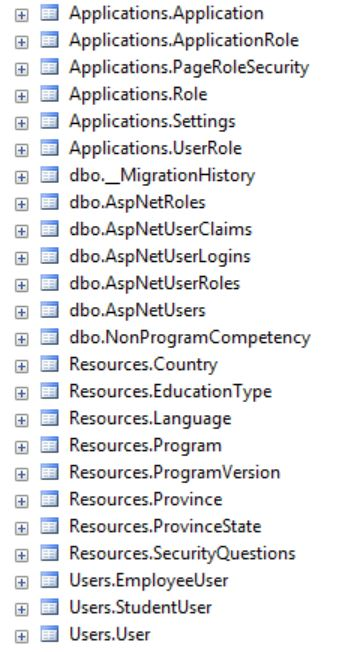 Applications.Application
Applications.ApplicationRole
Applications.PageRoleSecurity
Applications.Role
Applications.Settings
Applications.UserRole
dbo.__MigrationHistory
dbo.AspNetRoles
dbo.AspNetUserClaims
dbo.AspNetUserLogins
dbo.AspNetUserRoles
dbo.AspNetUsers
dbo.NonProgramCompetency
Resources.Country
Resources.EducationType
Resources.Language
Resources.Program
Resources.ProgramVersion
Resources.Province
Resources.ProvinceState
Resources.SecurityQuestions
Users.EmployeeUser
Users.StudentUser
Users.User